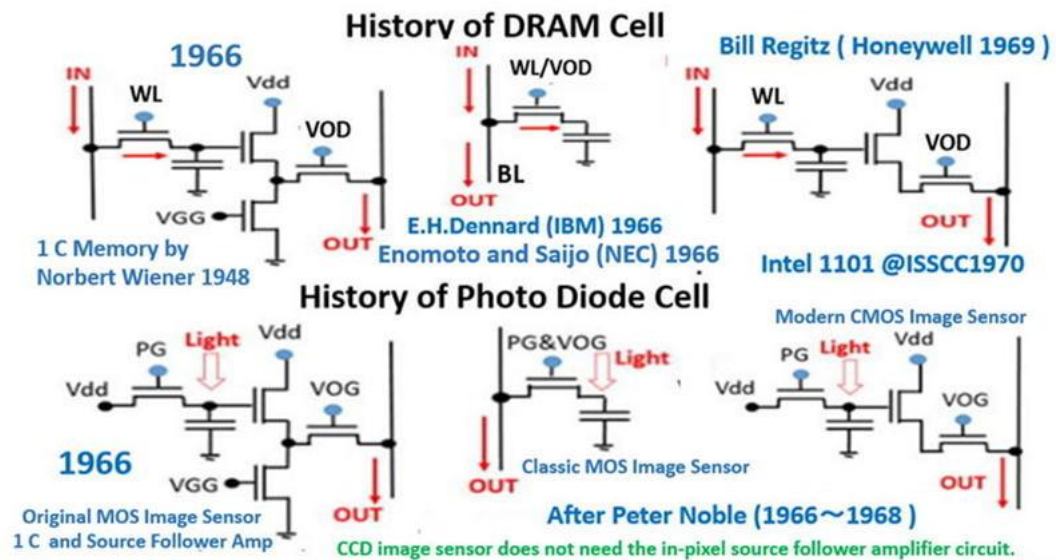 History of DRAM Cell
1966
IN
WL
Vdd
VOD
VGG
OUT
1 C Memory by
Norbert Wiener 1948
IN
WL/VOD
BL
OUT
E.H.Dennard (IBM) 1966
Enomoto and Saijo (NEC) 1966
Bill Regitz ( Honeywell 1969 )
IN
WL
Vdd
VOD
OUT
Intel 1101 @ISSCC1970
History of Photo Diode Cell
PG
Light
Vdd
Vdd
VOG
1966
VGG
OUT
Original MOS Image Sensor
1 C and Source Follower Amp
PG&VOG
Light
Classic MOS Image Sensor
OUT
Modern CMOS Image Sensor
PG
Light
Vdd
Vdd
VOG
OUT
After Peter Noble (1966～1968 )
CCD image sensor does not need the in-pixel source follower amplifier circuit.